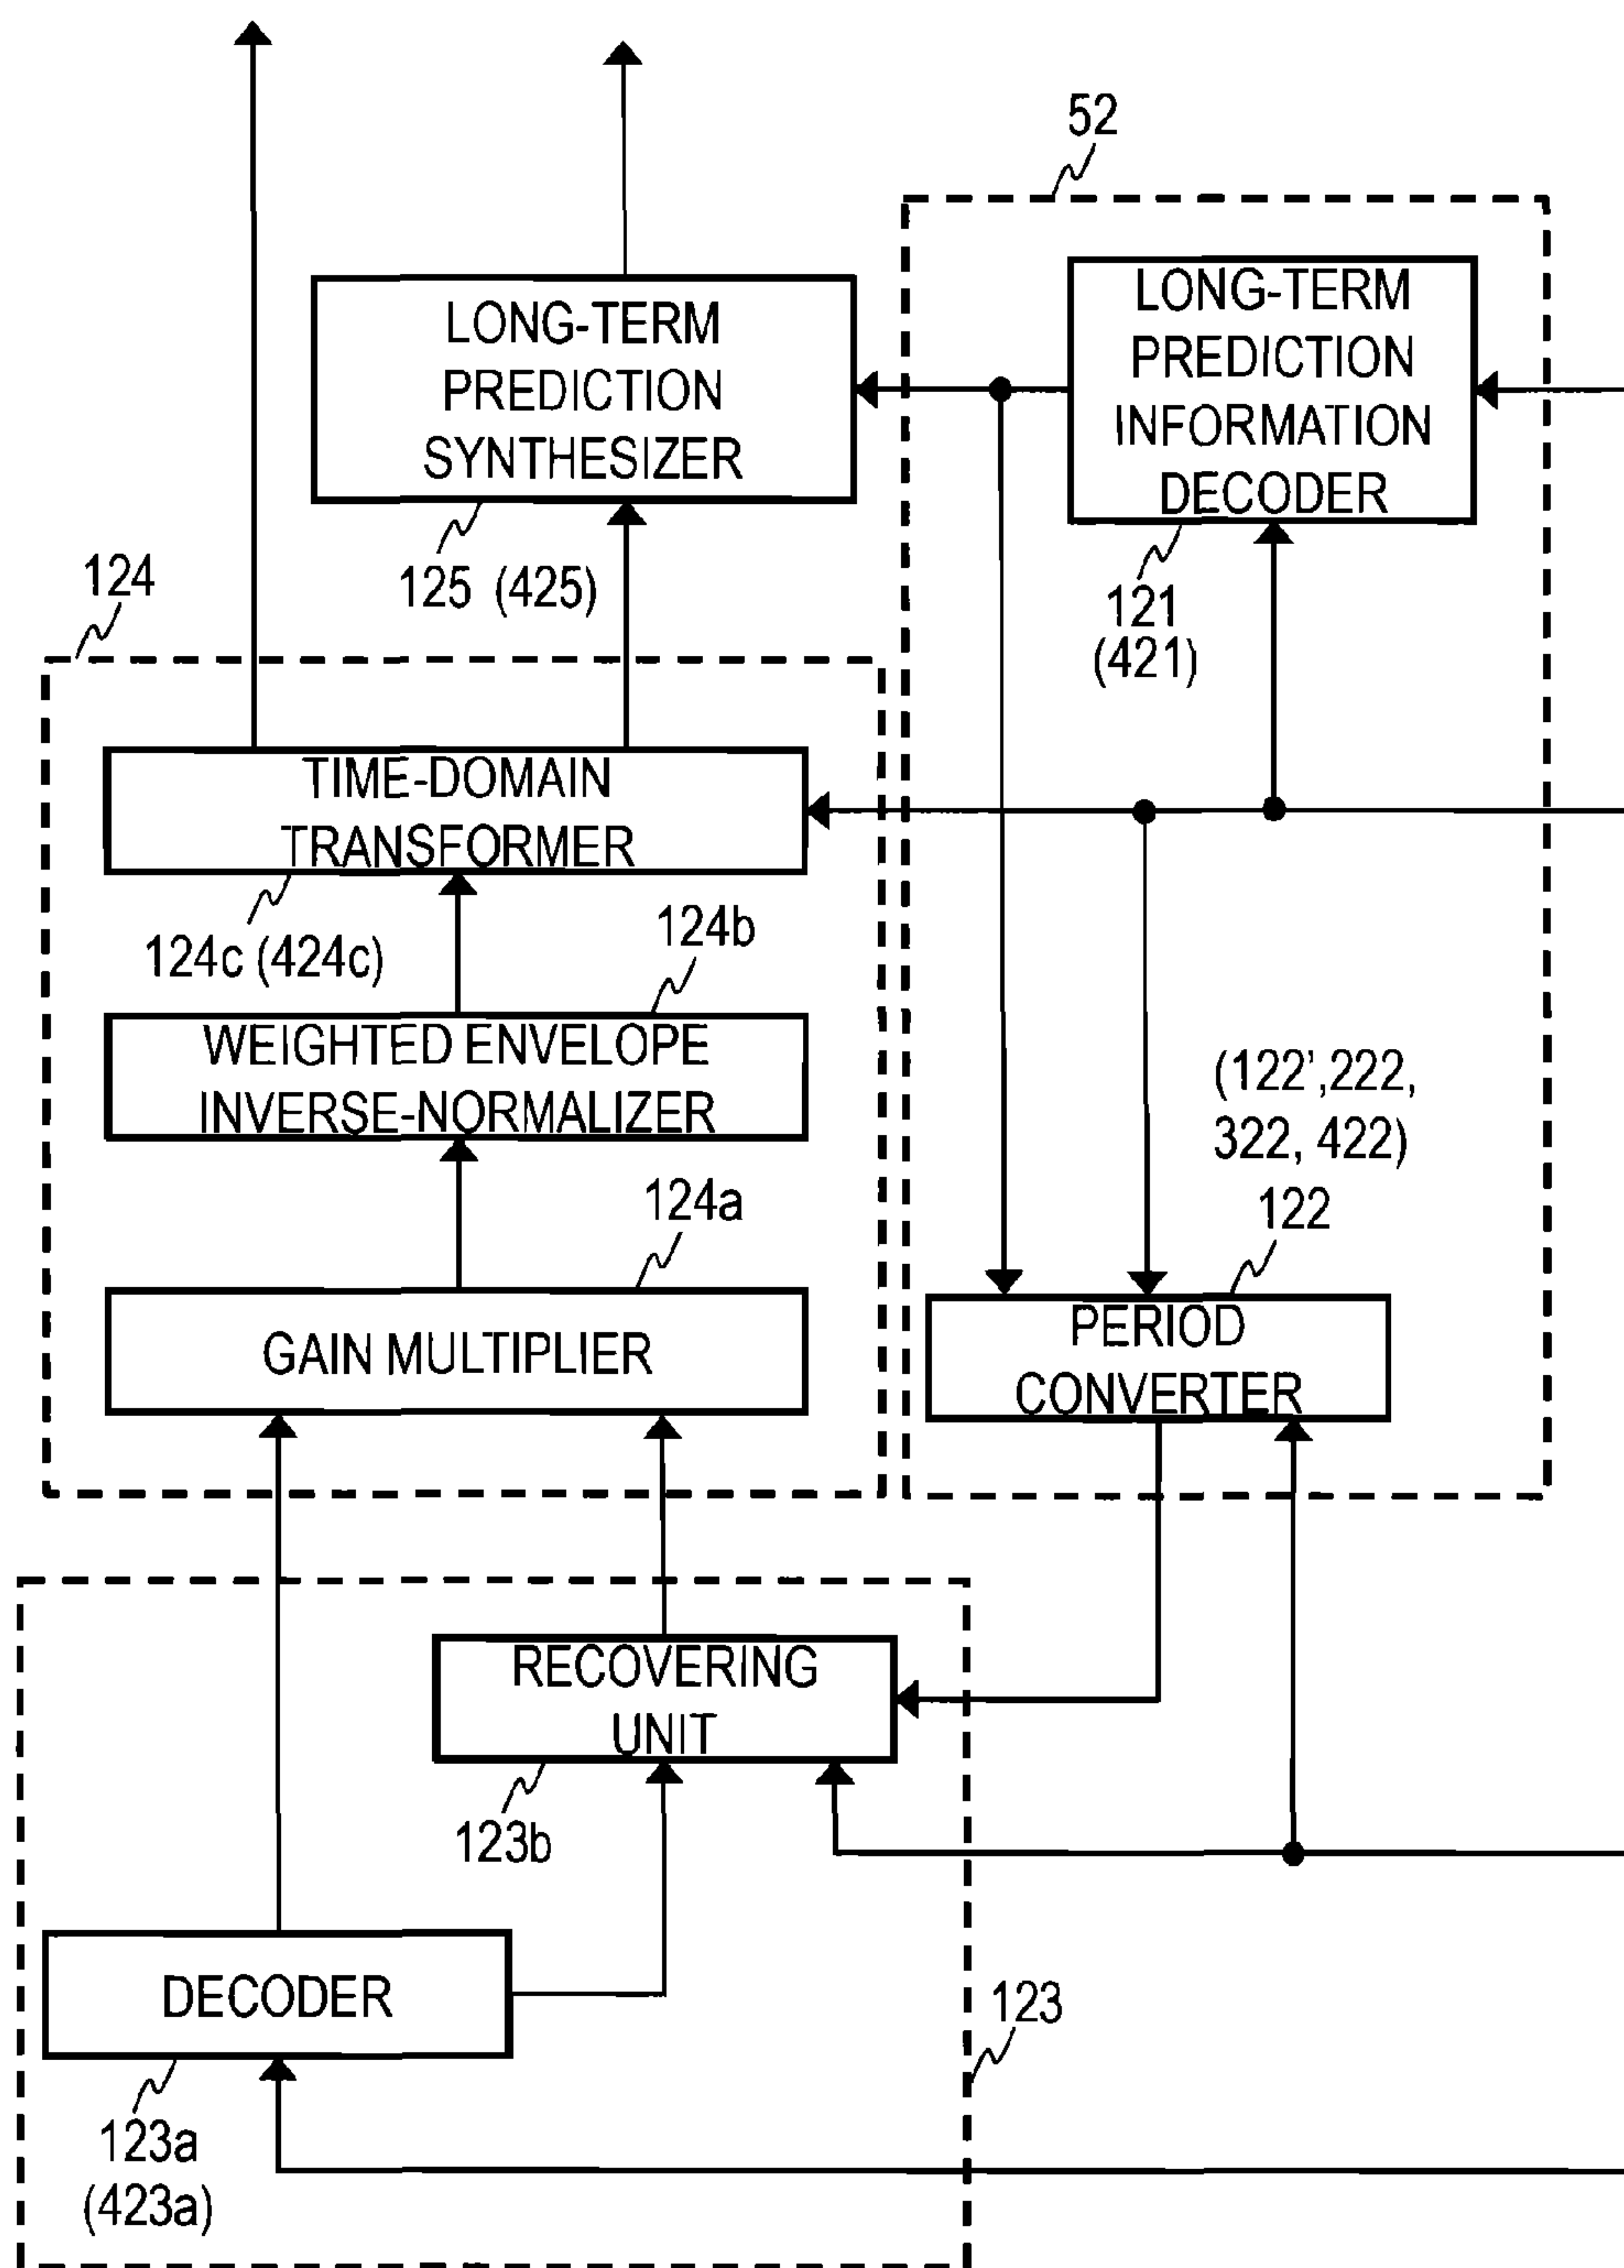 52
LONG-TERM
PREDICTION
SYNTHESIZER
LONG-TERM
PREDICTION
INFORMATION
DECODER
124
125 (425)
121
(421)
TIME-DOMAIN
TRANSFORMER
124c (424c)
124b
WEIGHTED ENVELOPE
INVERSE-NORMALIZER
(122',222,
322, 422)
124a
122
GAIN MULTIPLIER
PERIOD
CONVERTER
RECOVERING
UNIT
123b
DECODER
123
123a
(423a)